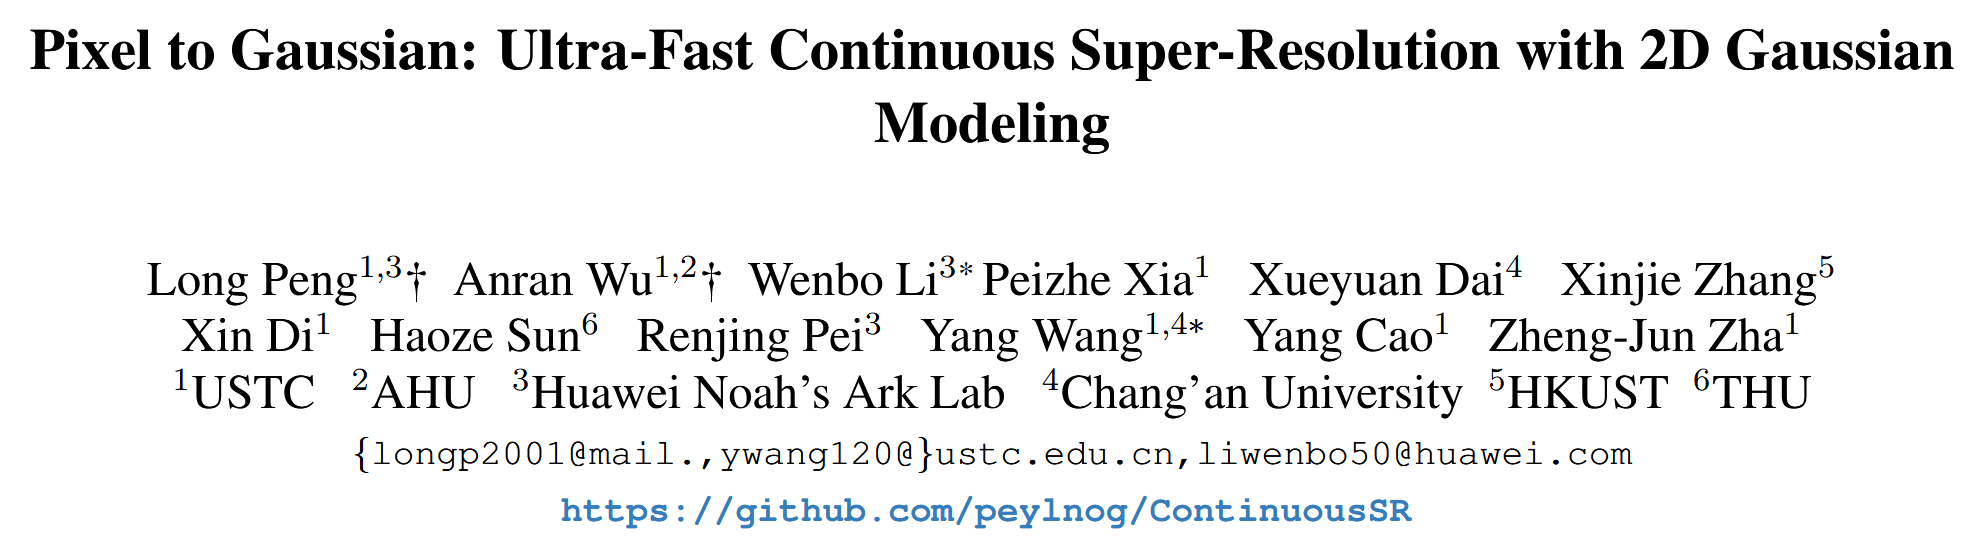 Pixel to Gaussian: Ultra-Fast Continuous Super-Resolution with 2D Gaussian
Modeling
Long Peng^{1,3}† Anran Wu^{1,2}† Wenbo Li^{3*} Peizhe Xia^{1} Xueyuan Dai^{4} Xinjie Zhang^{5}
Xin Di^{1} Haoze Sun^{6} Renjing Pei^{3} Yang Wang^{1,4*} Yang Cao^{1} Zheng-Jun Zha^{1}
^{1}USTC ^{2}AHU ^{3}Huawei Noah's Ark Lab ^{4}Chang'an University ^{5}HKUST ^{6}THU
{longp2001@mail.,ywang120@}ustc.edu.cn,liwenbo50@huawei.com
https://github.com/peylnog/ContinuousSR